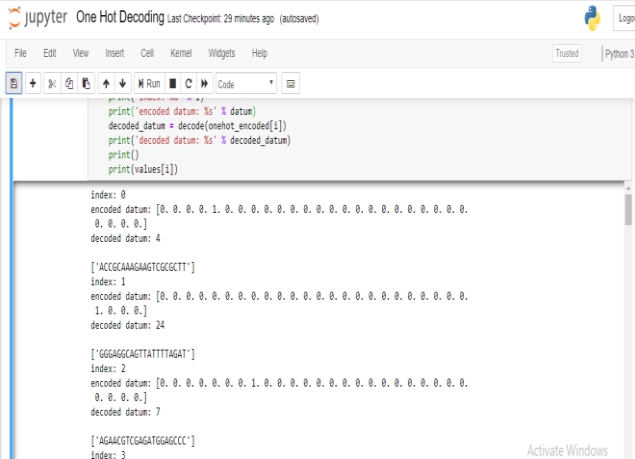 jupyter One Hot Decoding Last Checkpoint: 29 minutes ago (autosaved)
Logo
File Edit View Insert Cell Kernel Widgets Help Trusted Python 3
Run Code
print("index: %d" % i)
print("encoded datum: %s" % datum)
decoded_datum = decode(onehot_encoded[i])
print("decoded datum: %s" % decoded_datum)
print()
print(values[i])
index: 0
encoded datum: [0. 0. 0. 0. 1. 0. 0. 0. 0. 0. 0. 0. 0. 0. 0. 0. 0. 0. 0. 0. 0. 0. 0. 0.
0. 0. 0. 0.]
decoded datum: 4
['ACCGCAAAGAAGTCGCGCTT']
index: 1
encoded datum: [0. 0. 0. 0. 0. 0. 0. 0. 0. 0. 0. 0. 0. 0. 0. 0. 0. 0. 0. 0. 0. 0. 0. 0.
1. 0. 0. 0.]
decoded datum: 24
['GGGAGGCAGTTATTTTAGAT']
index: 2
encoded datum: [0. 0. 0. 0. 0. 0. 0. 1. 0. 0. 0. 0. 0. 0. 0. 0. 0. 0. 0. 0. 0. 0. 0. 0.
0. 0. 0. 0.]
decoded datum: 7
['AGAACGTCGAGATGGAGCCC']
index: 3
Activate Windows